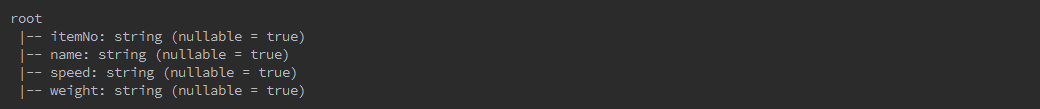 root
 |-- itemNo: string (nullable = true)
 |-- name: string (nullable = true)
 |-- speed: string (nullable = true)
 |-- weight: string (nullable = true)